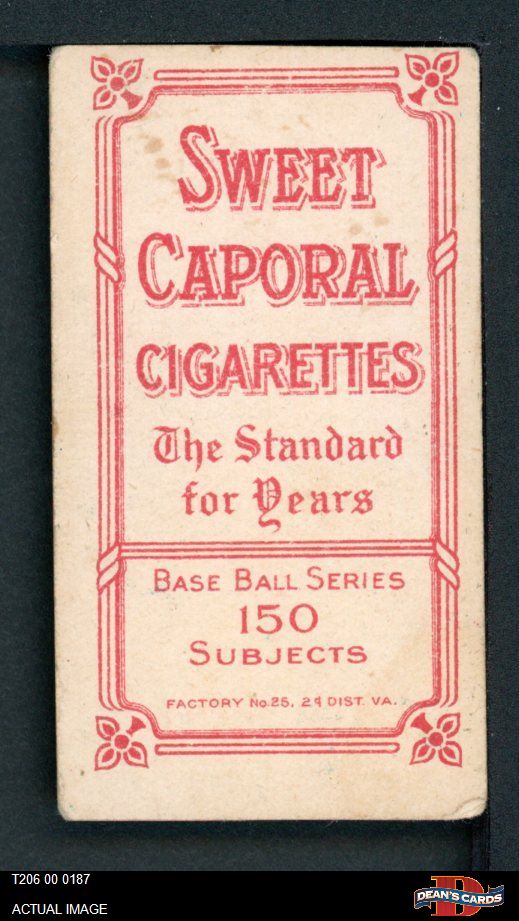 SWEET
CAPORAL
CIGARETTES
The Standard
for Years
BASE BALL SERIES
150
SUBJECTS
FACTORY No.25, 2d DIST. VA.
T206 00 0187
ACTUAL IMAGE
DEAN'S CARDS